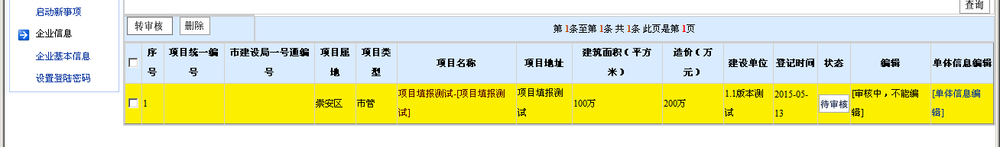 启动新事项
企业信息
企业基本信息
设置登陆密码
查询
转审核 删除
第 1条至第 1条 共 1条 此页是第 1页
序号 项目统一编号 市建设局一号通编号 项目属地 项目类型 项目名称 项目地址 建筑面积（平方米） 造价（万元） 建设单位 登记时间 状态 编辑 单体信息编辑
1 崇安区 市管 项目填报测试-[项目填报测试] 项目填报测试 100万 200万 1.1版本测试 2015-05-13 待审核 [审核中，不能编辑] [单体信息编辑]